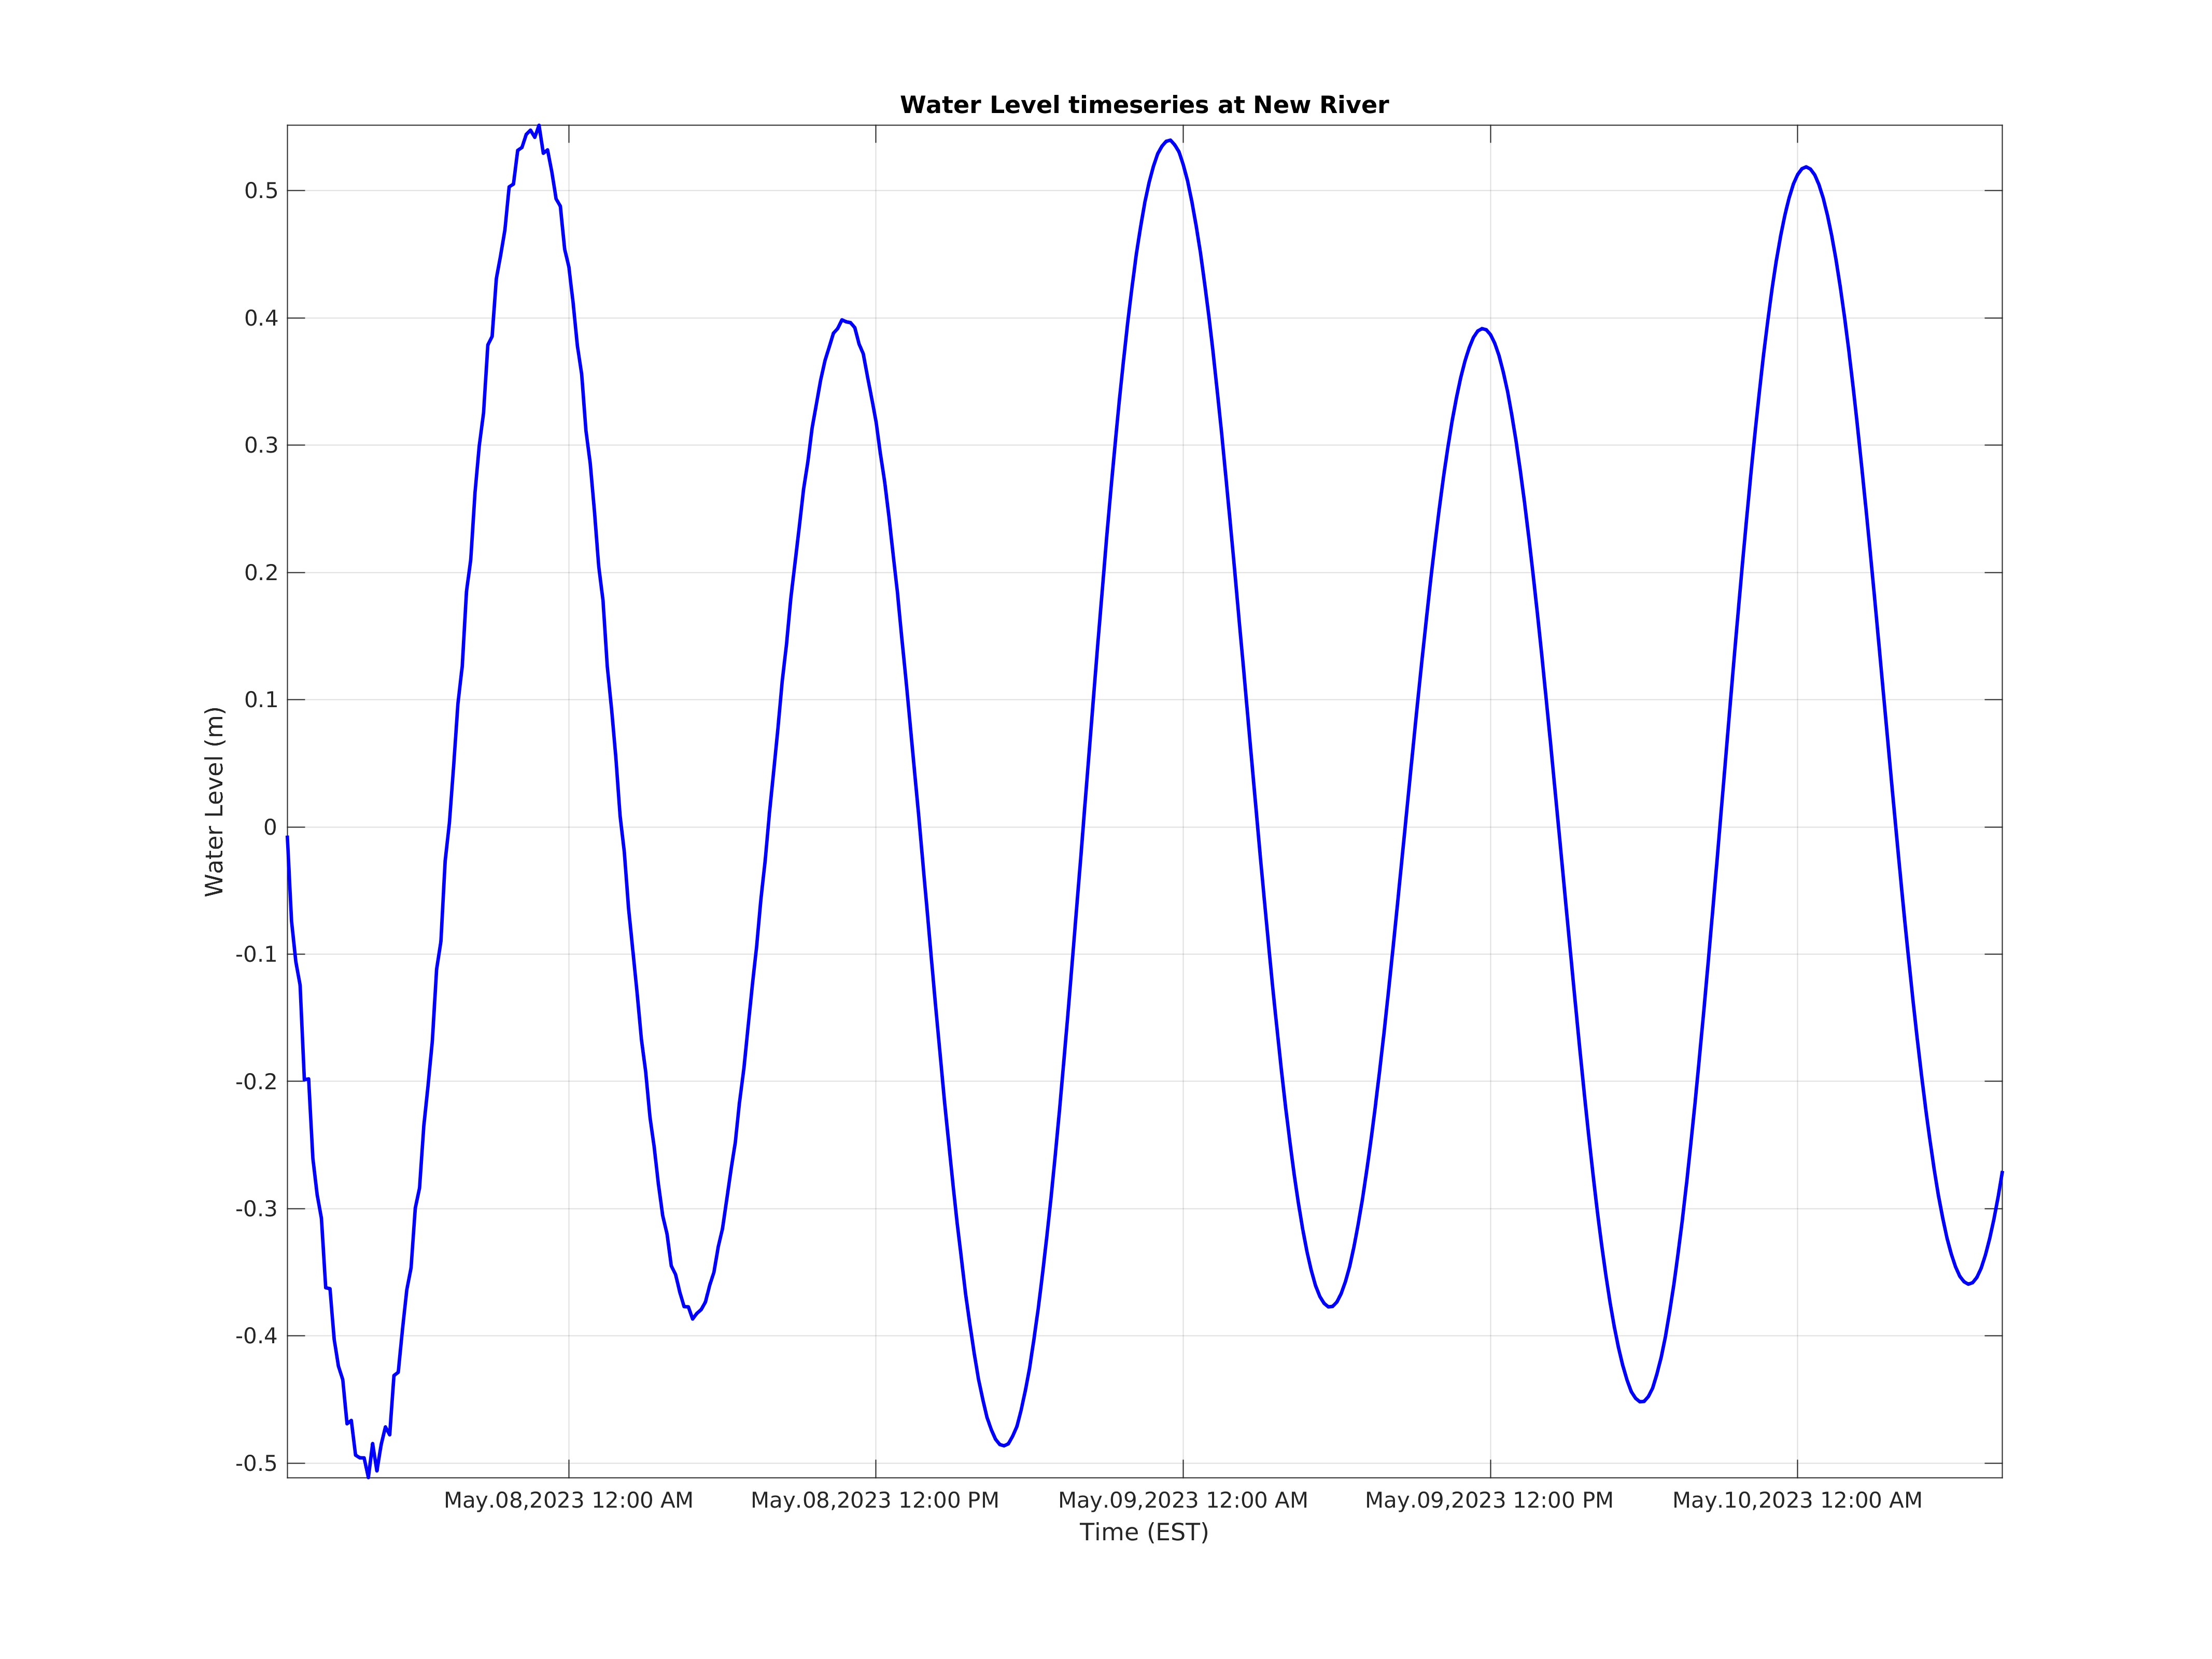 Water Level timeseries at New River
0.5
0.4
0.3
0.2
0.1
0
-0.1
-0.2
-0.3
-0.4
-0.5
Water Level (m)
May.08,2023 12:00 AM
May.08,2023 12:00 PM
May.09,2023 12:00 AM
May.09,2023 12:00 PM
May.10,2023 12:00 AM
Time (EST)